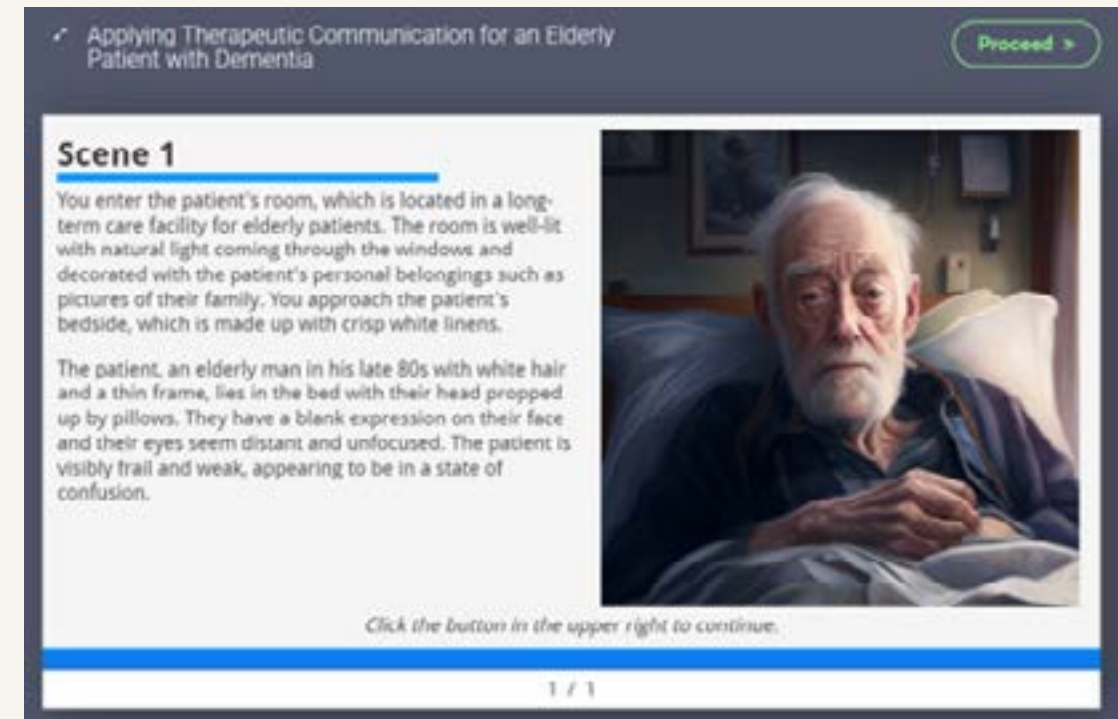 Applying Therapeutic Communication for an Elderly
Patient with Dementia
Proceed »
Scene 1
You enter the patient's room, which is located in a long-
term care facility for elderly patients. The room is well-lit
with natural light coming through the windows and
decorated with the patient's personal belongings such as
pictures of their family. You approach the patient's
bedside, which is made up with crisp white linens.
The patient, an elderly man in his late 80s with white hair
and a thin frame, lies in the bed with their head propped
up by pillows. They have a blank expression on their face
and their eyes seem distant and unfocused. The patient is
visibly frail and weak, appearing to be in a state of
confusion.
Click the button in the upper right to continue.
1 / 1